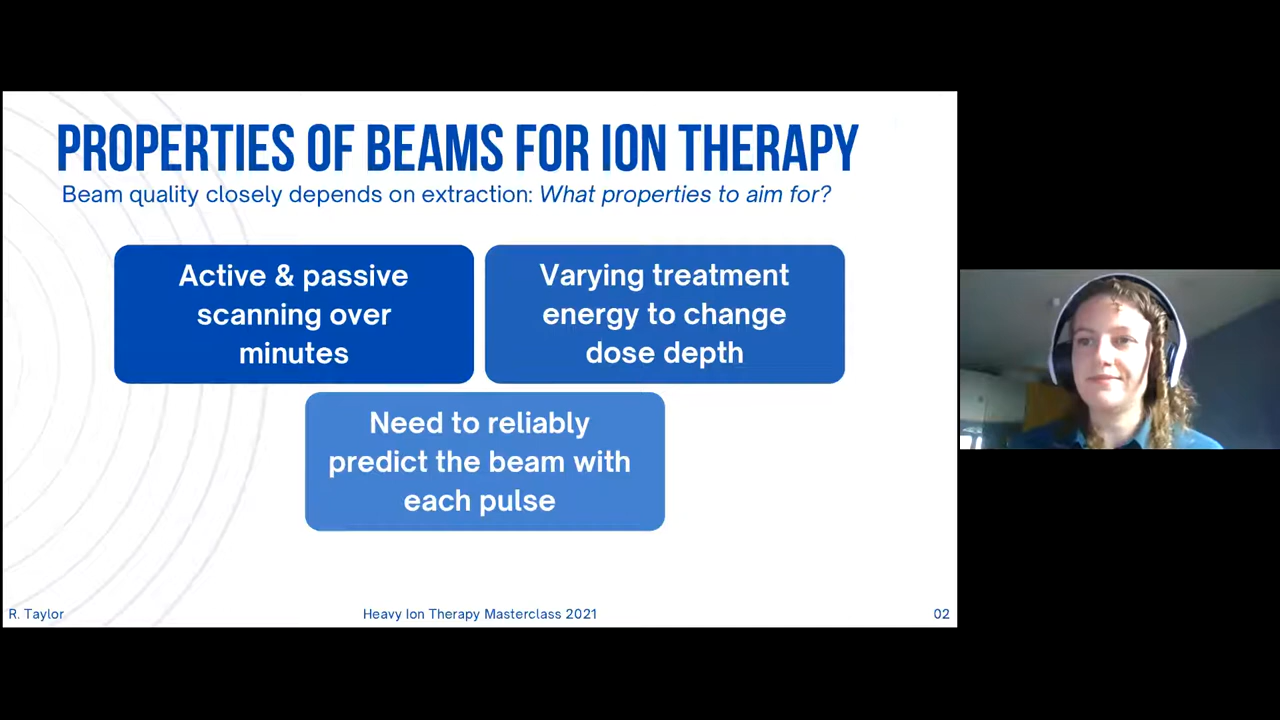 PROPERTIES OF BEAMS FOR ION THERAPY
Beam quality closely depends on extraction: What properties to aim for?
Active & passive
scanning over
minutes
Varying treatment
energy to change
dose depth
Need to reliably
predict the beam with
each pulse
R. Taylor
Heavy Ion Therapy Masterclass 2021
02